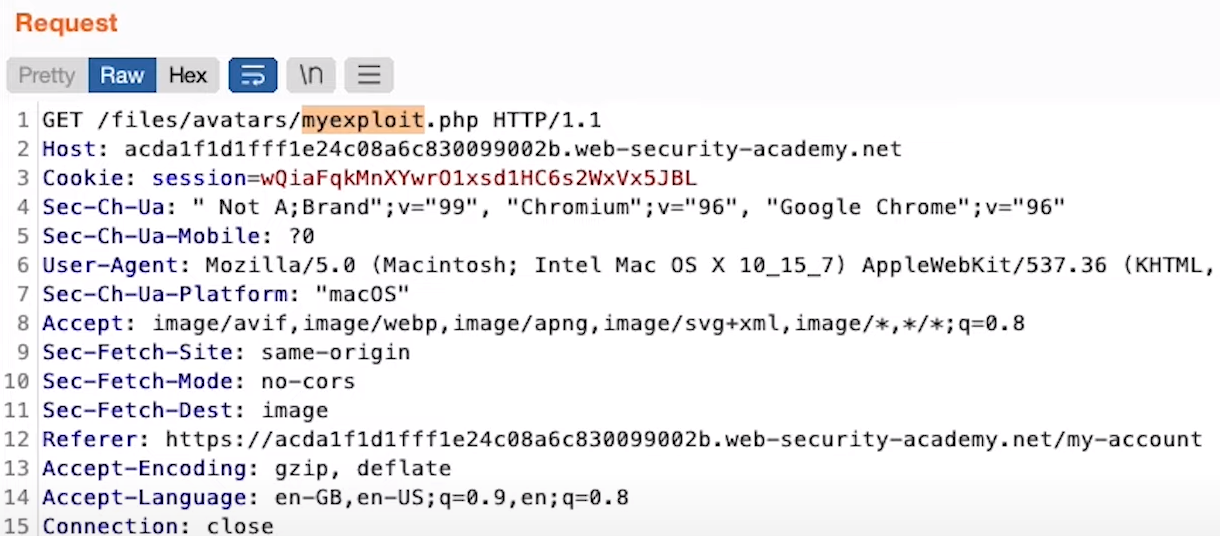 Request
Pretty Raw Hex \n
1 GET /files/avatars/myexploit.php HTTP/1.1
2 Host: acda1f1d1fff1e24c08a6c830099002b.web-security-academy.net
3 Cookie: session=wQiaFqkMnXYwrO1xsd1HC6s2WxVx5JBL
4 Sec-Ch-Ua: " Not A;Brand";v="99", "Chromium";v="96", "Google Chrome";v="96"
5 Sec-Ch-Ua-Mobile: ?0
6 User-Agent: Mozilla/5.0 (Macintosh; Intel Mac OS X 10_15_7) AppleWebKit/537.36 (KHTML,
7 Sec-Ch-Ua-Platform: "macOS"
8 Accept: image/avif,image/webp,image/apng,image/svg+xml,image/*,*/*;q=0.8
9 Sec-Fetch-Site: same-origin
10 Sec-Fetch-Mode: no-cors
11 Sec-Fetch-Dest: image
12 Referer: https://acda1f1d1fff1e24c08a6c830099002b.web-security-academy.net/my-account
13 Accept-Encoding: gzip, deflate
14 Accept-Language: en-GB,en-US;q=0.9,en;q=0.8
15 Connection: close